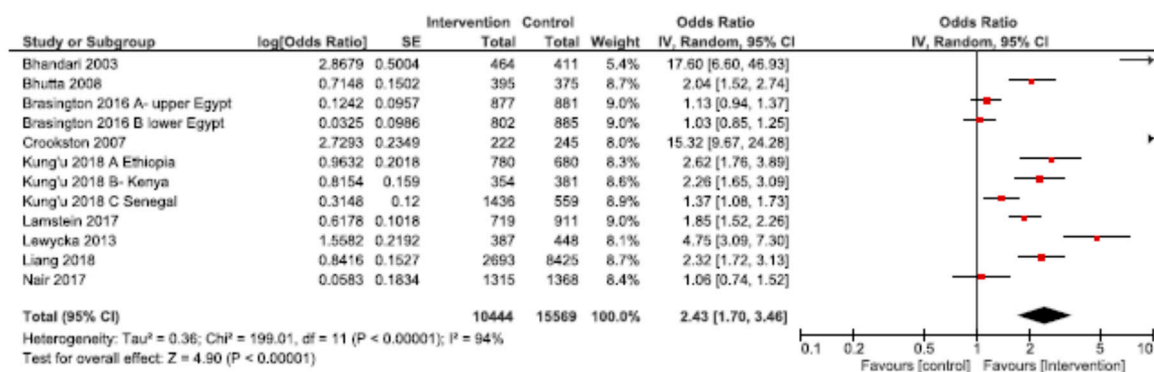 Intervention Control Odds Ratio Odds Ratio
Study or Subgroup log[Odds Ratio] SE Total Total Weight IV, Random, 95% CI IV, Random, 95% CI
Bhandari 2003 2.8679 0.5004 464 411 5.4% 17.60 [6.60, 46.93]
Bhutta 2008 0.7148 0.1502 395 375 8.7% 2.04 [1.52, 2.74]
Brasington 2016 A- upper Egypt 0.1242 0.0957 877 881 9.0% 1.13 [0.94, 1.37]
Brasington 2016 B lower Egypt 0.0325 0.0986 802 885 9.0% 1.03 [0.85, 1.25]
Crookston 2007 2.7293 0.2349 222 245 8.0% 15.32 [9.67, 24.28]
Kung'u 2018 A Ethiopia 0.9632 0.2018 780 680 8.3% 2.62 [1.76, 3.89]
Kung'u 2018 B- Kenya 0.8154 0.159 354 381 8.6% 2.26 [1.65, 3.09]
Kung'u 2018 C Senegal 0.3148 0.12 1436 559 8.9% 1.37 [1.08, 1.73]
Lamstein 2017 0.6178 0.1018 719 911 9.0% 1.85 [1.52, 2.26]
Lewycka 2013 1.5582 0.2192 387 448 8.1% 4.75 [3.09, 7.30]
Liang 2018 0.8416 0.1527 2693 8425 8.7% 2.32 [1.72, 3.13]
Nair 2017 0.0583 0.1834 1315 1368 8.4% 1.06 [0.74, 1.52]
Total (95% CI) 10444 15569 100.0% 2.43 [1.70, 3.46]
Heterogeneity: Tau² = 0.36; Chi² = 199.01, df = 11 (P < 0.00001); I² = 94%
Test for overall effect: Z = 4.90 (P < 0.00001)
0.1 0.2 0.5 1 2 5 10
Favours [control] Favours [Intervention]